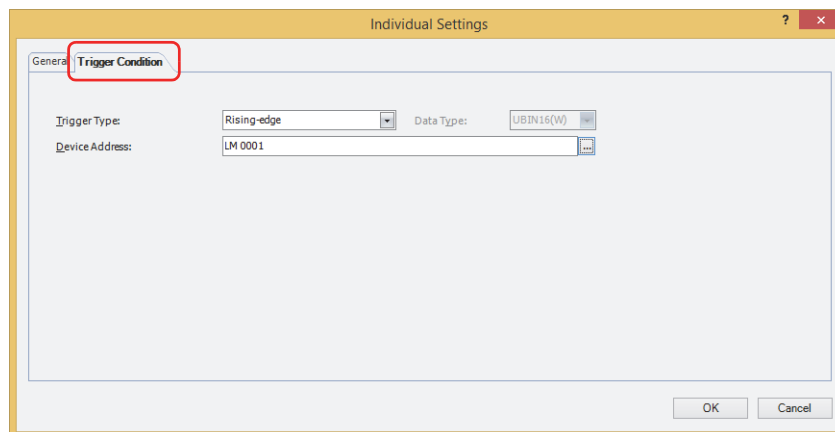 Individual Settings ? ×
General Trigger Condition
Trigger Type: Rising-edge Data Type: UBIN16(W)
Device Address: LM 0001 ...
OK Cancel